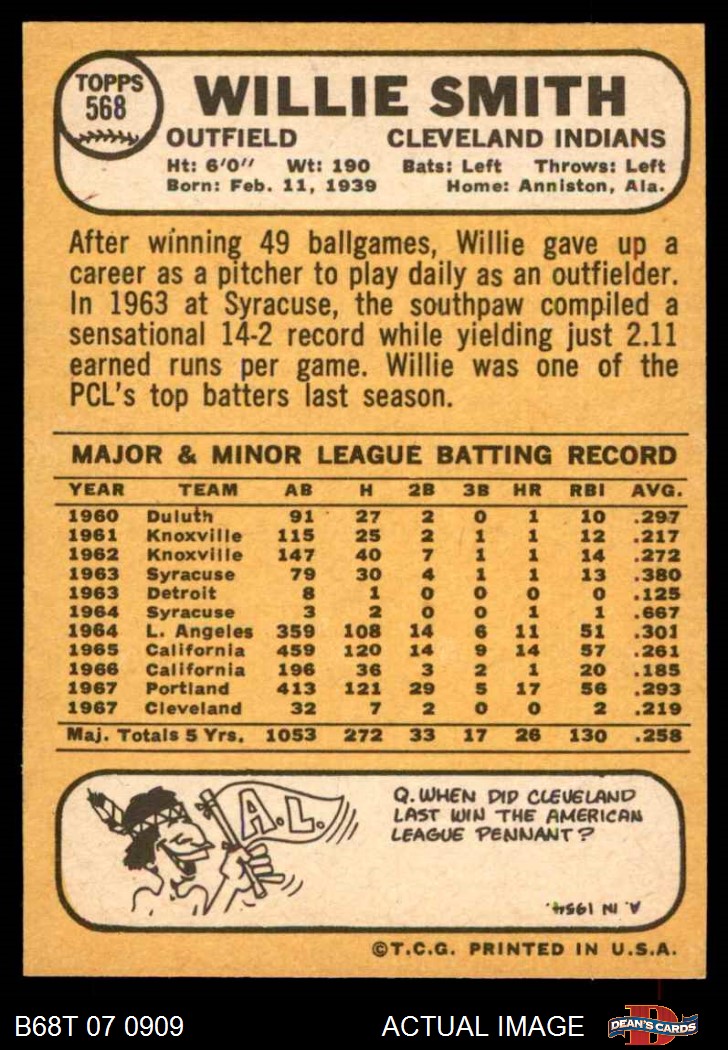 TOPPS
568
WILLIE SMITH
OUTFIELD CLEVELAND INDIANS
Ht: 6'0" Wt: 190 Bats: Left Throws: Left
Born: Feb. 11, 1939 Home: Anniston, Ala.
After winning 49 ballgames, Willie gave up a
career as a pitcher to play daily as an outfielder.
In 1963 at Syracuse, the southpaw compiled a
sensational 14-2 record while yielding just 2.11
earned runs per game. Willie was one of the
PCL's top batters last season.
MAJOR & MINOR LEAGUE BATTING RECORD
YEAR TEAM AB H 2B 3B HR RBI AVG.
1960 Duluth 91 27 2 0 1 10 .297
1961 Knoxville 115 25 2 1 1 12 .217
1962 Knoxville 147 40 7 1 1 14 .272
1963 Syracuse 79 30 4 1 1 13 .380
1963 Detroit 8 1 0 0 0 0 .125
1964 Syracuse 3 2 0 0 1 1 .667
1964 L. Angeles 359 108 14 6 11 51 .301
1965 California 459 120 14 9 14 57 .261
1966 California 196 36 3 2 1 20 .185
1967 Portland 413 121 29 5 17 56 .293
1967 Cleveland 32 7 2 0 0 2 .219
Maj. Totals 5 Yrs. 1053 272 33 17 26 130 .258
A.L.
Q. WHEN DID CLEVELAND
LAST WIN THE AMERICAN
LEAGUE PENNANT?
A. IN 1954.
©T.C.G. PRINTED IN U.S.A.
B68T 07 0909 ACTUAL IMAGE
D
DEAN'S CARDS